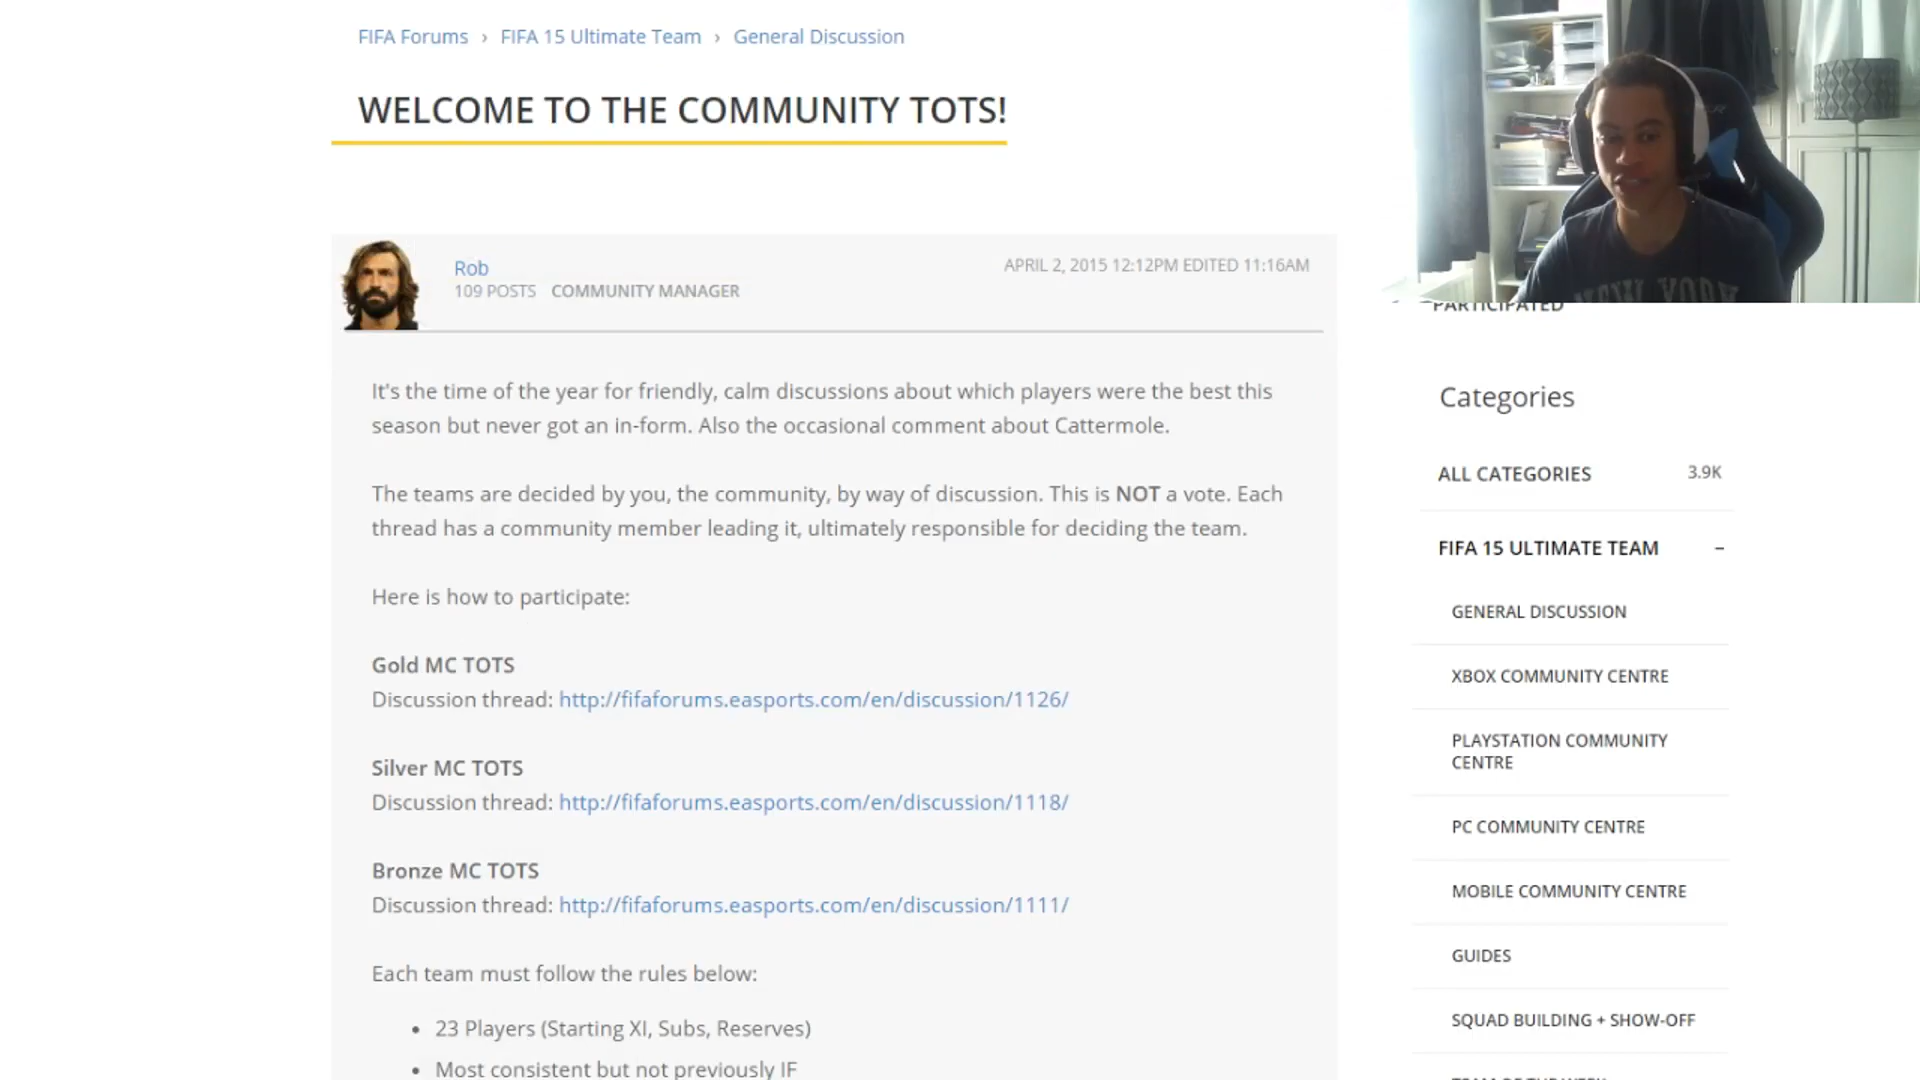 FIFA Forums › FIFA 15 Ultimate Team › General Discussion
WELCOME TO THE COMMUNITY TOTS!
Rob
109 POSTS COMMUNITY MANAGER
APRIL 2, 2015 12:12PM EDITED 11:16AM
It's the time of the year for friendly, calm discussions about which players were the best this
season but never got an in-form. Also the occasional comment about Cattermole.
The teams are decided by you, the community, by way of discussion. This is NOT a vote. Each
thread has a community member leading it, ultimately responsible for deciding the team.
Here is how to participate:
Gold MC TOTS
Discussion thread: http://fifaforums.easports.com/en/discussion/1126/
Silver MC TOTS
Discussion thread: http://fifaforums.easports.com/en/discussion/1118/
Bronze MC TOTS
Discussion thread: http://fifaforums.easports.com/en/discussion/1111/
Each team must follow the rules below:
• 23 Players (Starting XI, Subs, Reserves)
• Most consistent but not previously IF
NEW YORK
PARTICIPATED
Categories
ALL CATEGORIES 3.9K
FIFA 15 ULTIMATE TEAM –
GENERAL DISCUSSION
XBOX COMMUNITY CENTRE
PLAYSTATION COMMUNITY
CENTRE
PC COMMUNITY CENTRE
MOBILE COMMUNITY CENTRE
GUIDES
SQUAD BUILDING + SHOW-OFF